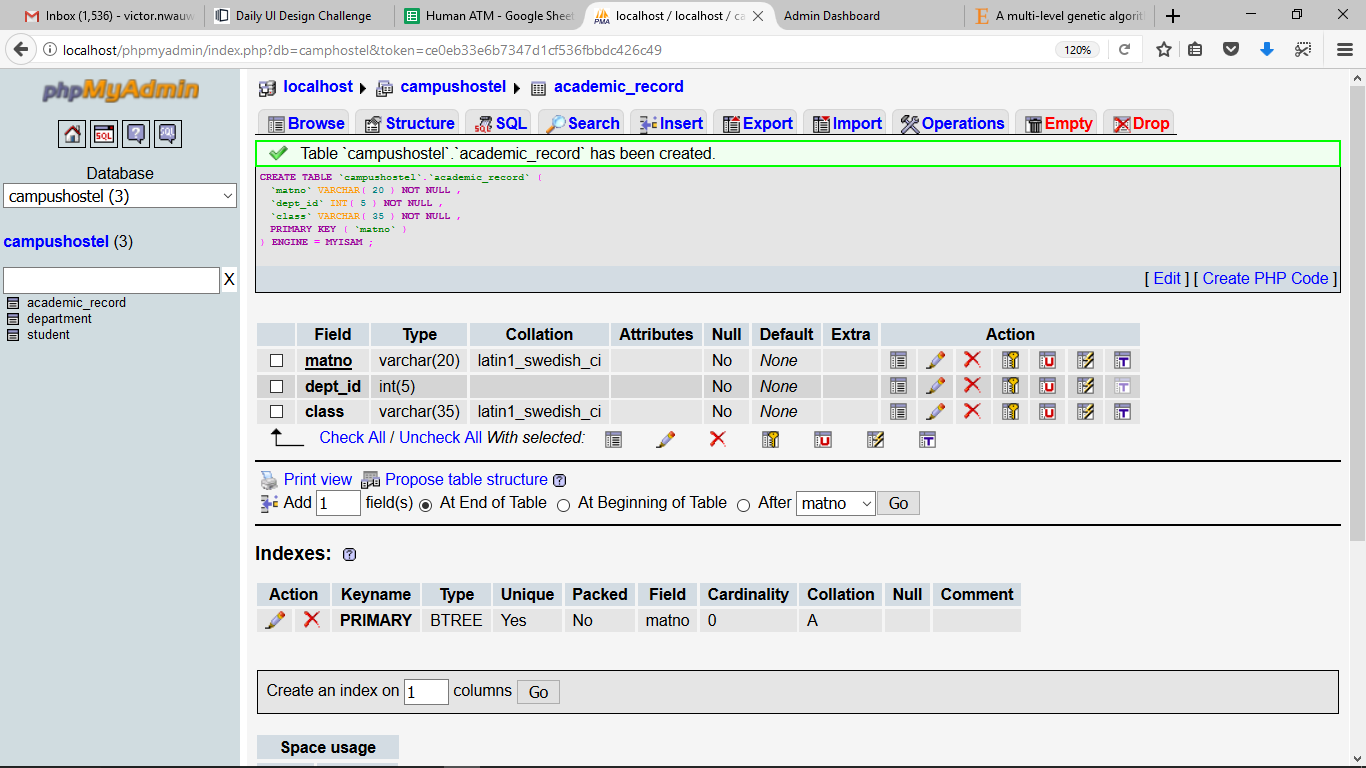 Inbox (1,536) - victor.nwauw
Daily UI Design Challenge
Human ATM - Google Sheet
localhost / localhost / ca
Admin Dashboard
A multi-level genetic algorit
localhost/phpmyadmin/index.php?db=camphostel&token=ce0eb33e6b7347d1cf536fbbdc426c49
120%
phpMyAdmin
Database
campushostel (3)
campushostel (3)
X
academic_record
department
student
localhost campushostel academic_record
Browse Structure SQL Search Insert Export Import Operations Empty Drop
Table `campushostel`.`academic_record` has been created.
CREATE TABLE `campushostel`.`academic_record` (
`matno` VARCHAR( 20 ) NOT NULL ,
`dept_id` INT( 5 ) NOT NULL ,
`class` VARCHAR( 35 ) NOT NULL ,
PRIMARY KEY ( `matno` )
) ENGINE = MYISAM ;
[ Edit ] [ Create PHP Code ]
Field Type Collation Attributes Null Default Extra Action
matno varchar(20) latin1_swedish_ci No None
dept_id int(5) No None
class varchar(35) latin1_swedish_ci No None
Check All / Uncheck All With selected:
Print view Propose table structure
Add 1 field(s) At End of Table At Beginning of Table After matno Go
Indexes:
Action Keyname Type Unique Packed Field Cardinality Collation Null Comment
PRIMARY BTREE Yes No matno 0 A
Create an index on 1 columns Go
Space usage